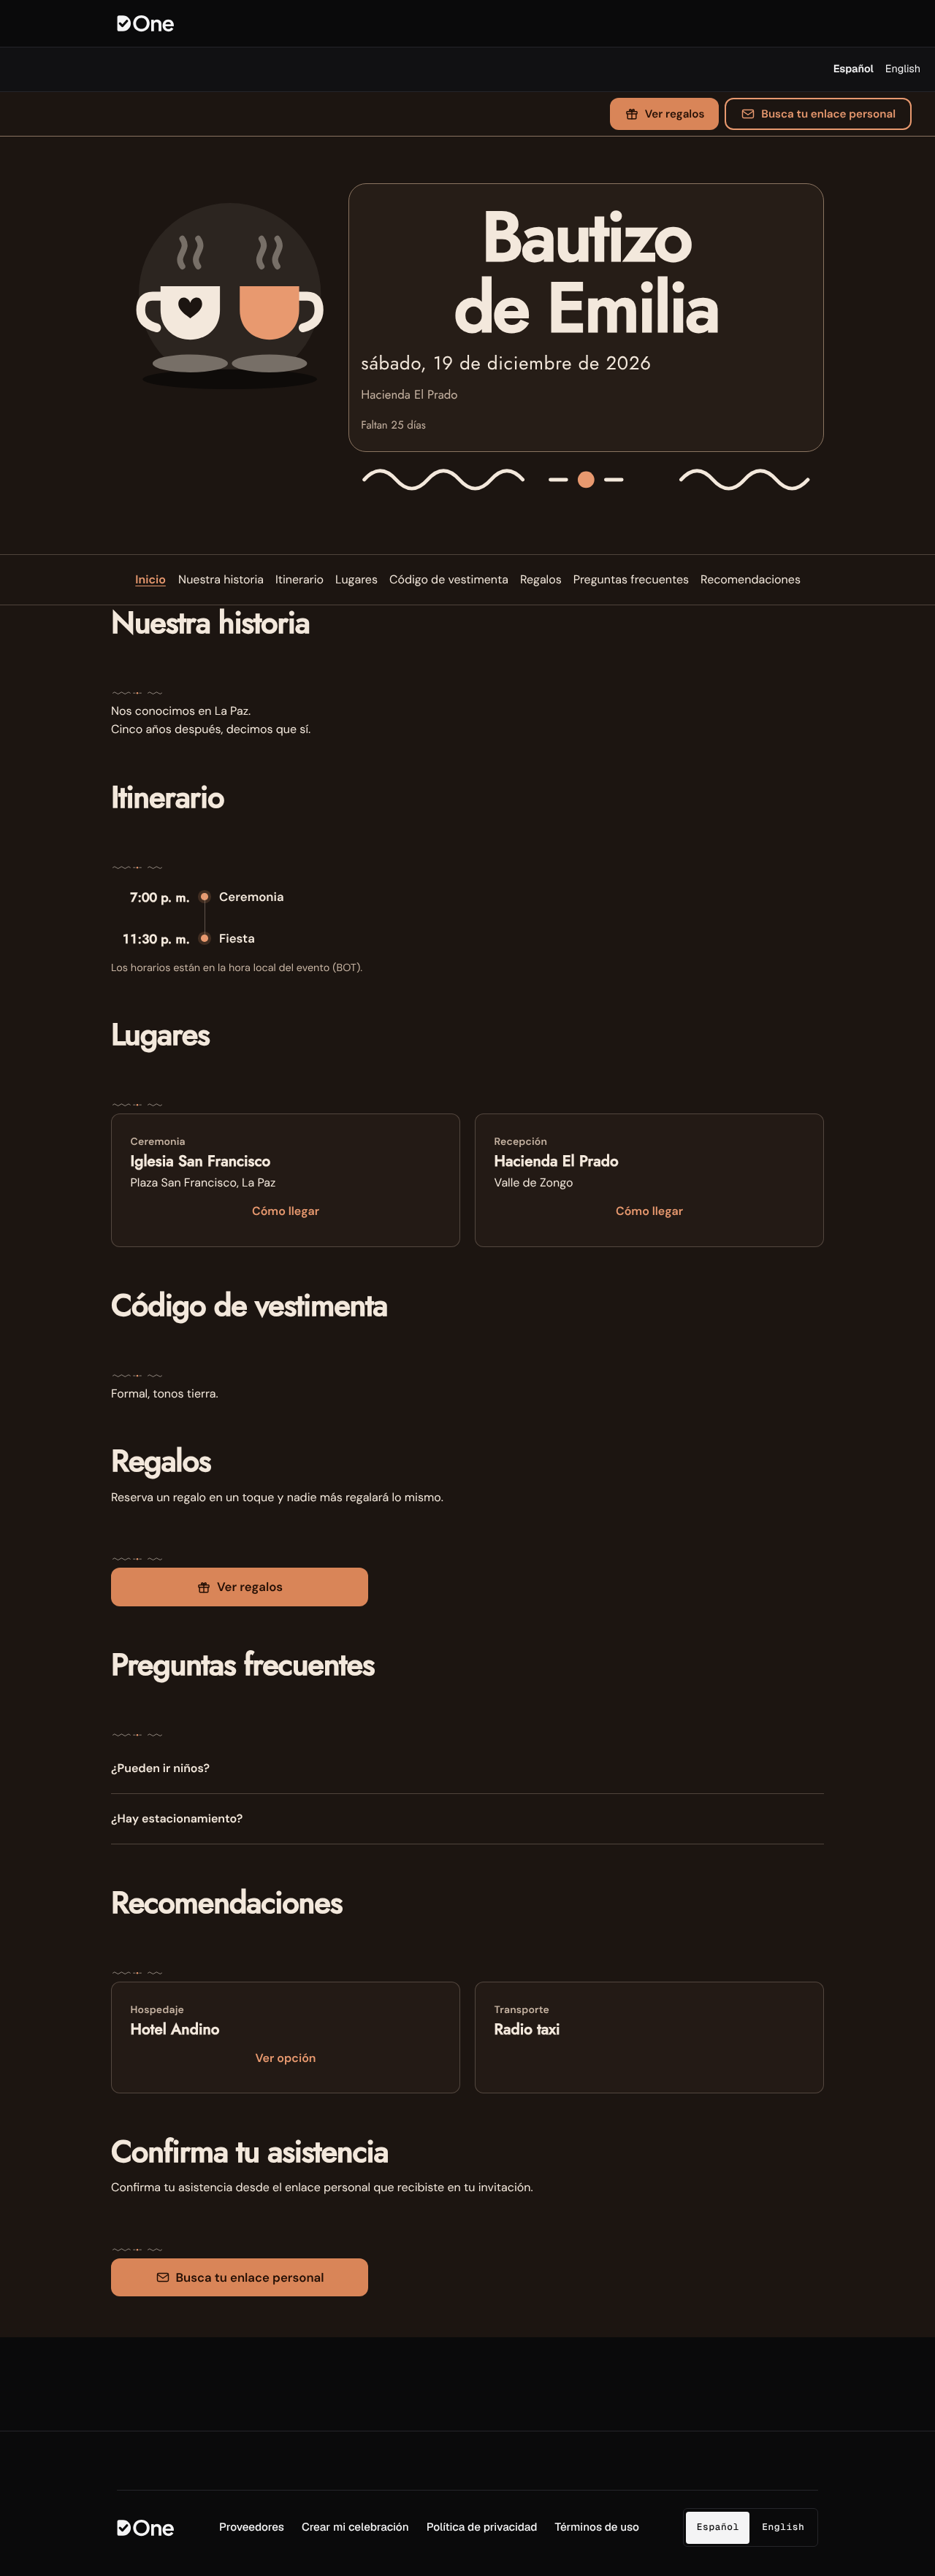 One
Español English
Ver regalos Busca tu enlace personal
Bautizo
de Emilia
sábado, 19 de diciembre de 2026
Hacienda El Prado
Faltan 25 días
Inicio Nuestra historia Itinerario Lugares Código de vestimenta Regalos Preguntas frecuentes Recomendaciones
Nuestra historia
Nos conocimos en La Paz.
Cinco años después, decimos que sí.
Itinerario
7:00 p. m. Ceremonia
11:30 p. m. Fiesta
Los horarios están en la hora local del evento (BOT).
Lugares
Ceremonia
Iglesia San Francisco
Plaza San Francisco, La Paz
Cómo llegar
Recepción
Hacienda El Prado
Valle de Zongo
Cómo llegar
Código de vestimenta
Formal, tonos tierra.
Regalos
Reserva un regalo en un toque y nadie más regalará lo mismo.
Ver regalos
Preguntas frecuentes
¿Pueden ir niños?
¿Hay estacionamiento?
Recomendaciones
Hospedaje
Hotel Andino
Ver opción
Transporte
Radio taxi
Confirma tu asistencia
Confirma tu asistencia desde el enlace personal que recibiste en tu invitación.
Busca tu enlace personal
One Proveedores Crear mi celebración Política de privacidad Términos de uso Español English